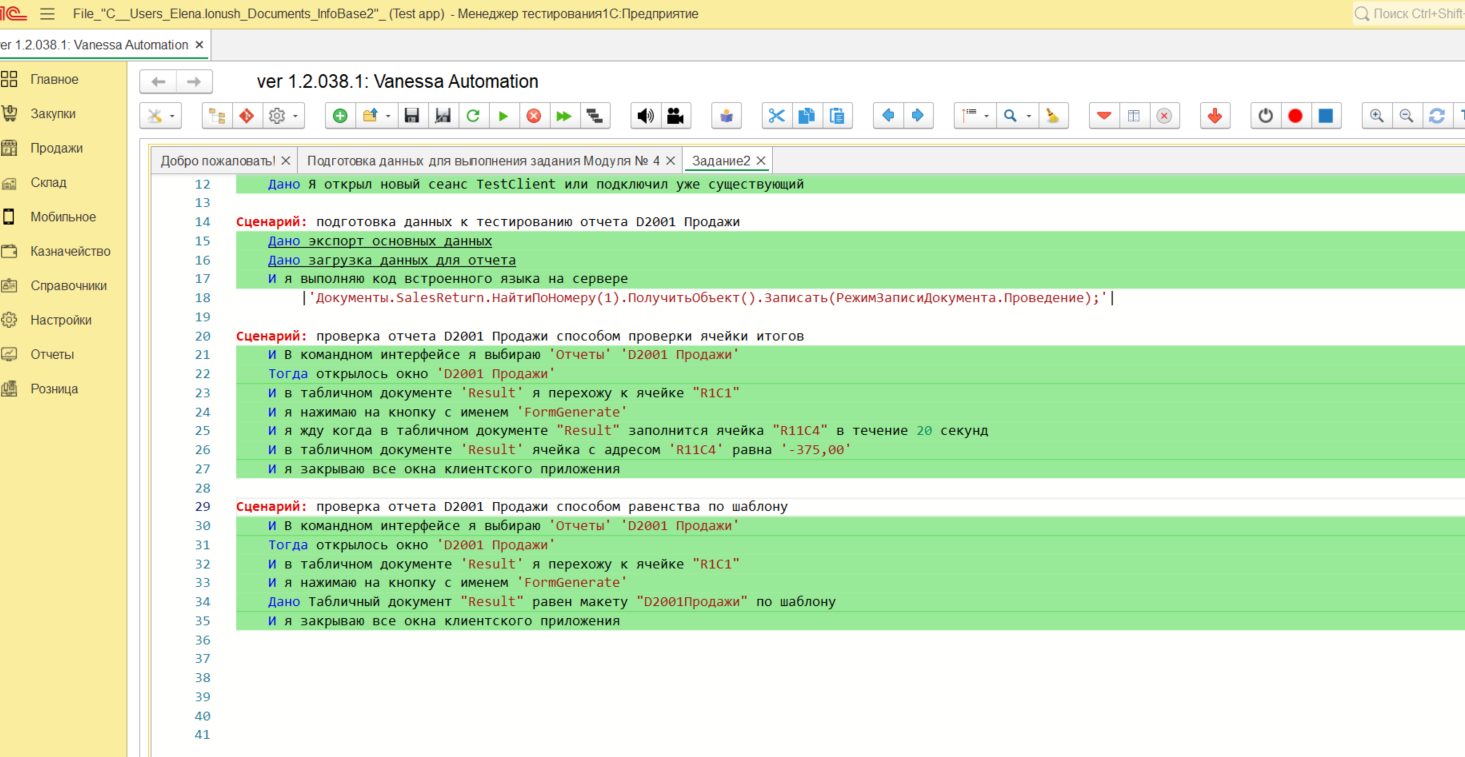 1С File_"C__Users_Elena.Ionush_Documents_InfoBase2"_ (Test app) - Менеджер тестирования1С:Предприятие Поиск Ctrl+Shift-
er 1.2.038.1: Vanessa Automation
Главное
Закупки
Продажи
Склад
Мобильное
Казначейство
Справочники
Настройки
Отчеты
Розница
ver 1.2.038.1: Vanessa Automation
Добро пожаловать! Подготовка данных для выполнения задания Модуля № 4 Задание2
12 Дано Я открыл новый сеанс TestClient или подключил уже существующий
13
14 Сценарий: подготовка данных к тестированию отчета D2001 Продажи
15 Дано экспорт основных данных
16 Дано загрузка данных для отчета
17 И я выполняю код встроенного языка на сервере
18 |'Документы.SalesReturn.НайтиПоНомеру(1).ПолучитьОбъект().Записать(РежимЗаписиДокумента.Проведение);'|
19
20 Сценарий: проверка отчета D2001 Продажи способом проверки ячейки итогов
21 И В командном интерфейсе я выбираю 'Отчеты' 'D2001 Продажи'
22 Тогда открылось окно 'D2001 Продажи'
23 И в табличном документе 'Result' я перехожу к ячейке "R1C1"
24 И я нажимаю на кнопку с именем 'FormGenerate'
25 И я жду когда в табличном документе "Result" заполнится ячейка "R11C4" в течение 20 секунд
26 И в табличном документе 'Result' ячейка с адресом 'R11C4' равна '-375,00'
27 И я закрываю все окна клиентского приложения
28
29 Сценарий: проверка отчета D2001 Продажи способом равенства по шаблону
30 И В командном интерфейсе я выбираю 'Отчеты' 'D2001 Продажи'
31 Тогда открылось окно 'D2001 Продажи'
32 И в табличном документе 'Result' я перехожу к ячейке "R1C1"
33 И я нажимаю на кнопку с именем 'FormGenerate'
34 Дано Табличный документ "Result" равен макету "D2001Продажи" по шаблону
35 И я закрываю все окна клиентского приложения
36
37
38
39
40
41